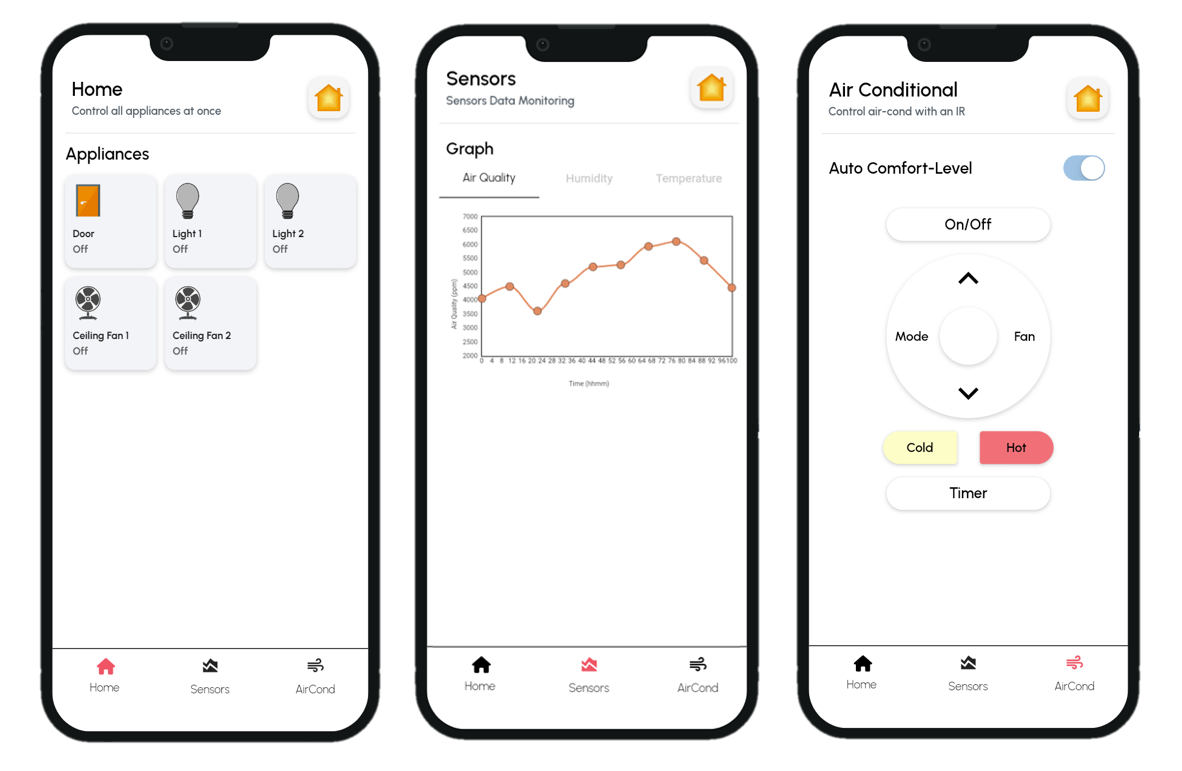 Home
Control all appliances at once
Appliances
Door
Off
Light 1
Off
Light 2
Off
Ceiling Fan 1
Off
Ceiling Fan 2
Off
Home
Sensors
AirCond
Sensors
Sensors Data Monitoring
Graph
Air Quality
Humidity
Temperature
Air Quality (ppm)
7000
6500
6000
5500
5000
4500
4000
3500
3000
2500
2000
0 4 8 12 16 20 24 28 32 36 40 44 48 52 56 60 64 68 72 76 80 84 88 92 96 100
Time (hhmm)
Home
Sensors
AirCond
Air Conditional
Control air-cond with an IR
Auto Comfort-Level
On/Off
Mode
Fan
Cold
Hot
Timer
Home
Sensors
AirCond